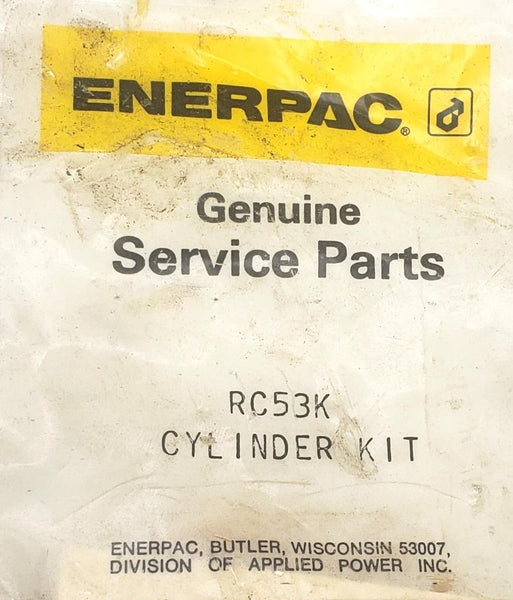 ENERPAC®
Genuine
Service Parts
RC53K
CYLINDER KIT
ENERPAC, BUTLER, WISCONSIN 53007,
DIVISION OF APPLIED POWER INC.